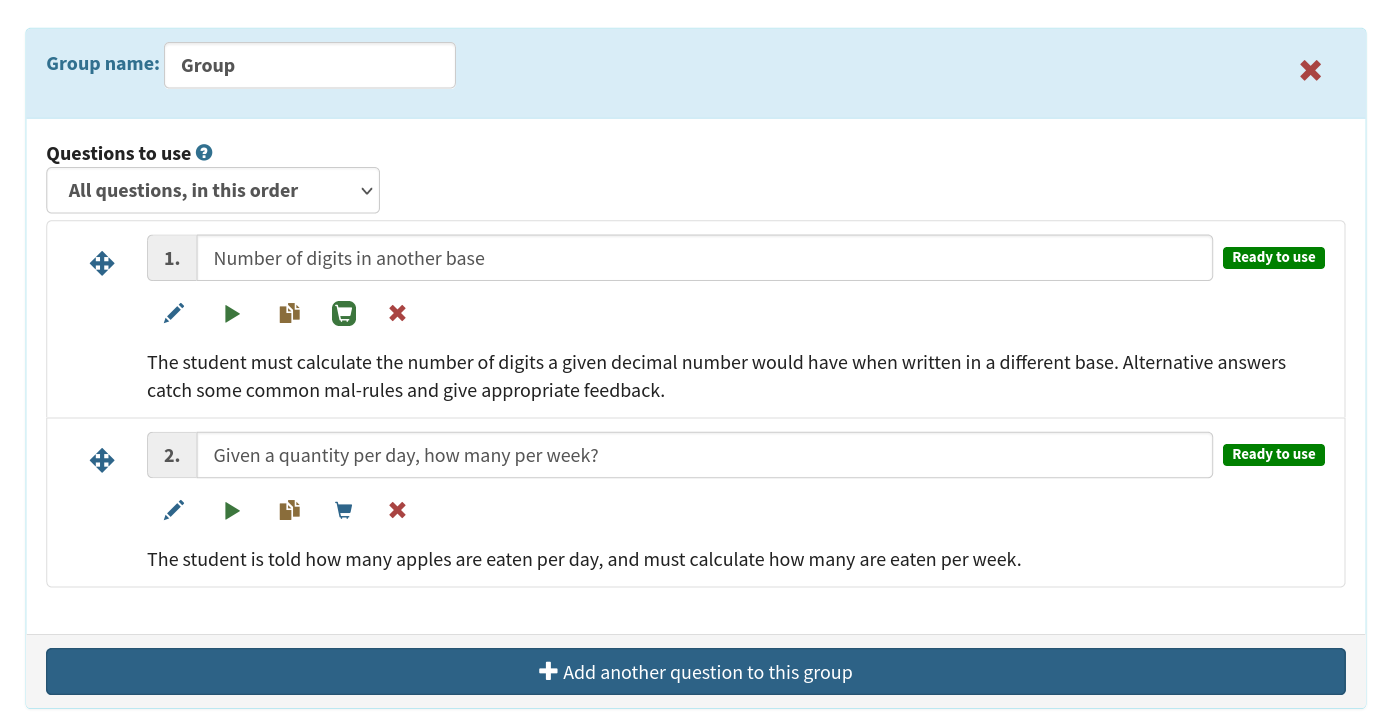 Group name: Group
Questions to use
All questions, in this order
1. Number of digits in another base Ready to use
The student must calculate the number of digits a given decimal number would have when written in a different base. Alternative answers
catch some common mal-rules and give appropriate feedback.
2. Given a quantity per day, how many per week? Ready to use
The student is told how many apples are eaten per day, and must calculate how many are eaten per week.
Add another question to this group